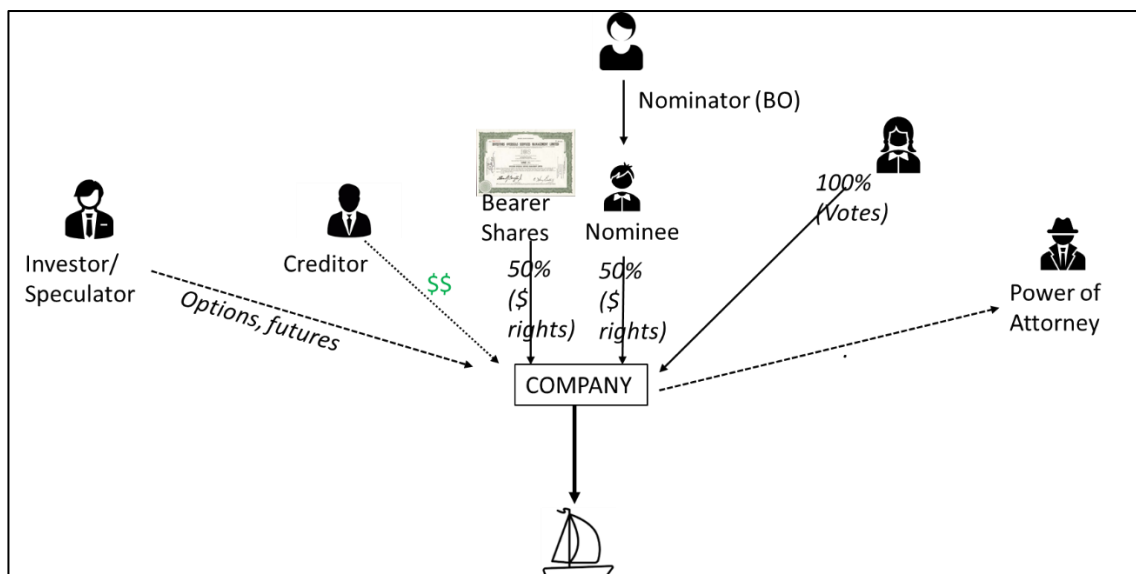 Nominator (BO)
100%
(Votes)
Bearer
Shares
Nominee
Investor/
Speculator
Creditor
$$
50%
($
rights)
50%
($
rights)
Options, futures
Power of
Attorney
.
COMPANY